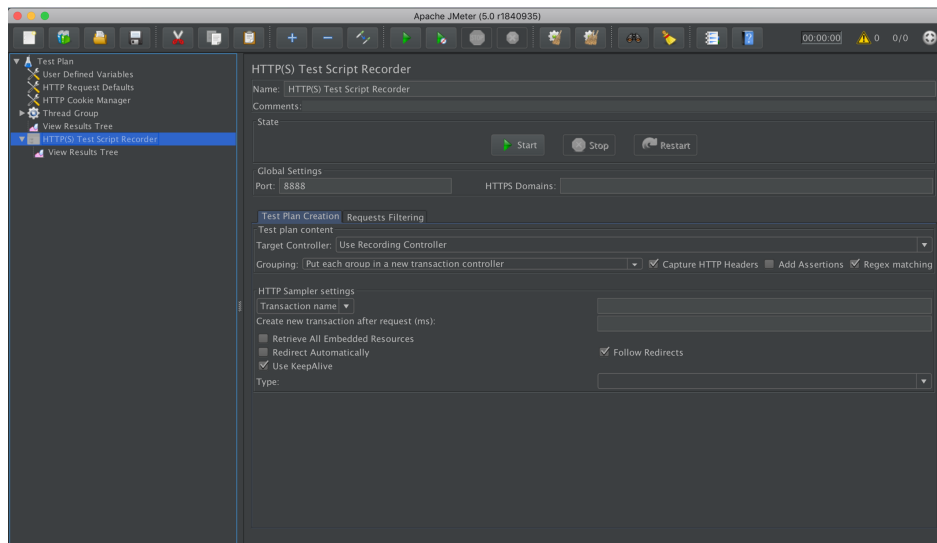 Apache JMeter (5.0 r1840935)
00:00:00 0 0/0
Test Plan
User Defined Variables
HTTP Request Defaults
HTTP Cookie Manager
Thread Group
View Results Tree
HTTP(S) Test Script Recorder
View Results Tree
HTTP(S) Test Script Recorder
Name: HTTP(S) Test Script Recorder
Comments:
State
Start Stop Restart
Global Settings
Port: 8888 HTTPS Domains:
Test Plan Creation Requests Filtering
Test plan content
Target Controller: Use Recording Controller
Grouping: Put each group in a new transaction controller Capture HTTP Headers Add Assertions Regex matching
HTTP Sampler settings
Transaction name
Create new transaction after request (ms):
Retrieve All Embedded Resources
Redirect Automatically Follow Redirects
Use KeepAlive
Type: